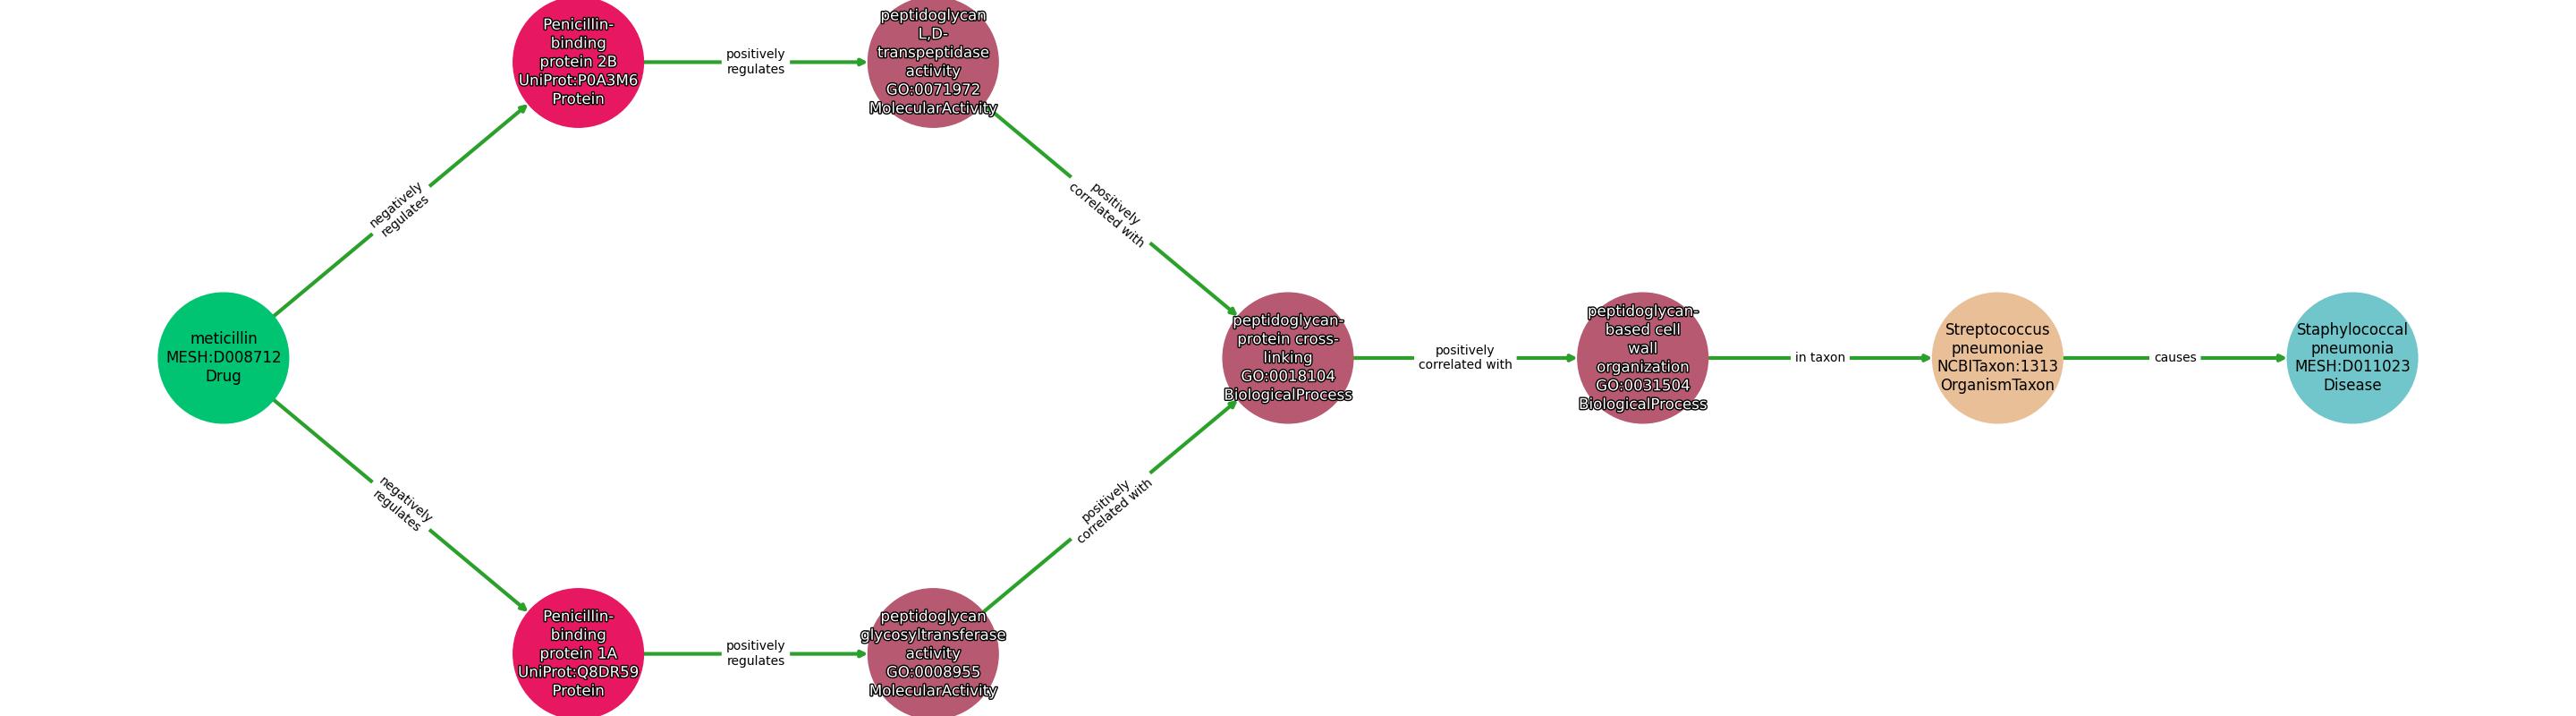 Penicillin-
binding
protein 2B
UniProt:P0A3M6
Protein
positively
regulates
peptidoglycan
L,D-
transpeptidase
activity
GO:0071972
MolecularActivity
negatively
regulates
positively
correlated with
meticillin
MESH:D008712
Drug
peptidoglycan-
protein cross-
linking
GO:0018104
BiologicalProcess
positively
correlated with
peptidoglycan-
based cell
wall
organization
GO:0031504
BiologicalProcess
in taxon
Streptococcus
pneumoniae
NCBITaxon:1313
OrganismTaxon
causes
Staphylococcal
pneumonia
MESH:D011023
Disease
negatively
regulates
positively
correlated with
Penicillin-
binding
protein 1A
UniProt:Q8DR59
Protein
positively
regulates
peptidoglycan
glycosyltransferase
activity
GO:0008955
MolecularActivity